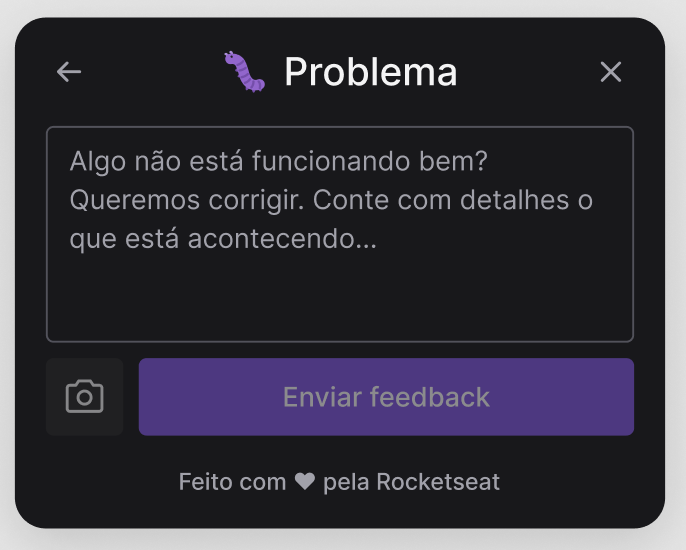 Problema
Algo não está funcionando bem?
Queremos corrigir. Conte com detalhes o
que está acontecendo...
Enviar feedback
Feito com ♥ pela Rocketseat